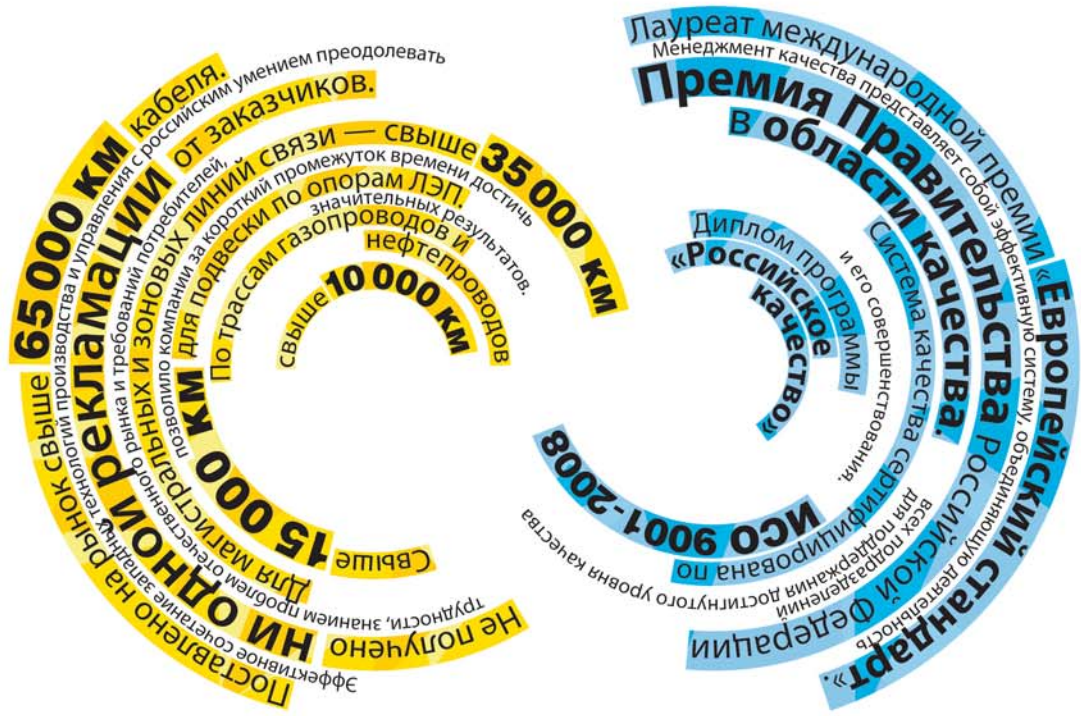 Поставлено на рынок свыше 65 000 км кабеля.
Эффективное сочетание западных технологий производства и управления с российским умением преодолевать
Не получено
ни одной рекламации от заказчиков.
трудности, знанием проблем отечественного рынка и требований потребителей,
Для магистральных и зоновых линий связи — свыше 35 000 км
позволило компании за короткий промежуток времени достичь
Свыше 15 000 км для подвески по опорам ЛЭП.
значительных результатов.
По трассам газопроводов и
нефтепроводов
свыше 10 000 км
Лауреат международной премии «Европейский стандарт».
Менеджмент качества представляет собой эффективную систему, объединяющую деятельность
Премия Правительства Российской Федерации
в области качества.
всех подразделений
для поддержания достигнутого уровня качества
Система качества сертифицирована по
ИСО 9001-2008
и его совершенствования.
Диплом программы
«Российское
качество»